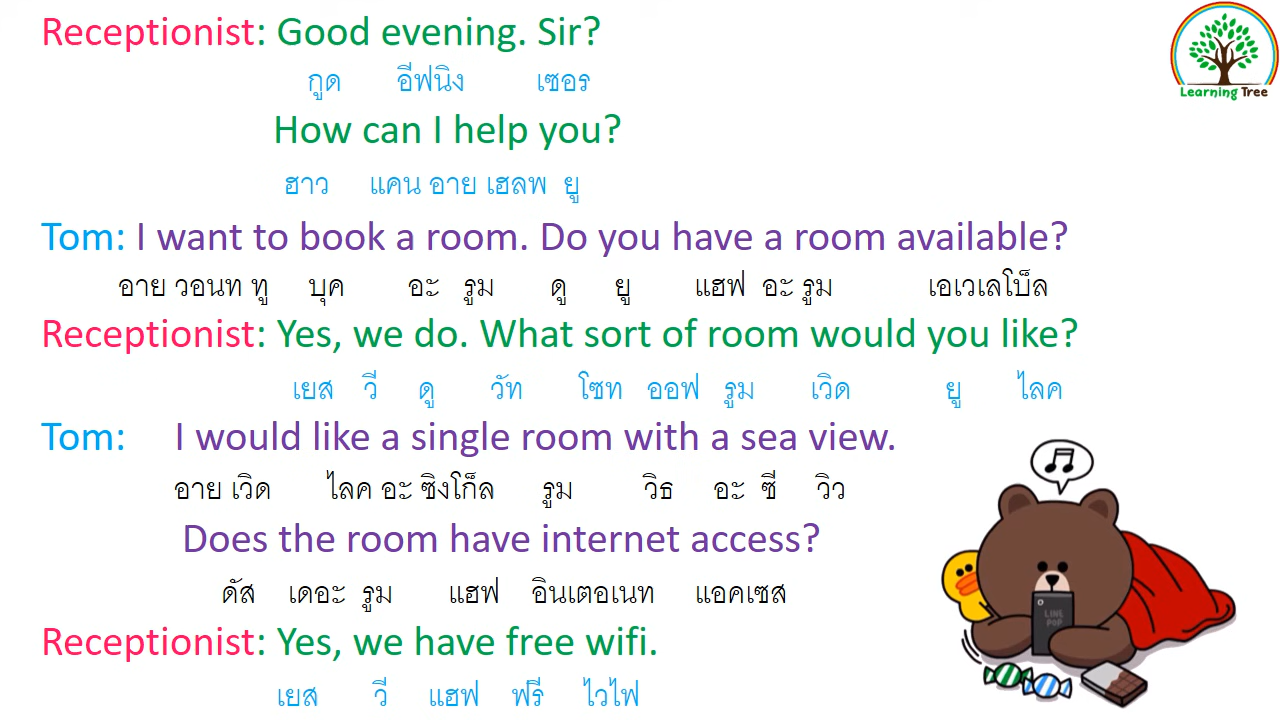 Receptionist: Good evening. Sir?
กูด อีฟนิง เซอร
How can I help you?
ฮาว แคน อาย เฮลพ ยู
Tom: I want to book a room. Do you have a room available?
อาย วอนท ทู บุค อะ รูม ดู ยู แฮฟ อะ รูม เอเวเลโบ็ล
Receptionist: Yes, we do. What sort of room would you like?
เยส วี ดู วัท โซท ออฟ รูม เวิด ยู ไลค
Tom: I would like a single room with a sea view.
อาย เวิด ไลค อะ ซิงโก็ล รูม วิธ อะ ซี วิว
Does the room have internet access?
ดัส เดอะ รูม แฮฟ อินเตอเนท แอคเซส
Receptionist: Yes, we have free wifi.
เยส วี แฮฟ ฟรี ไวไฟ
Learning Tree
LINE
POP